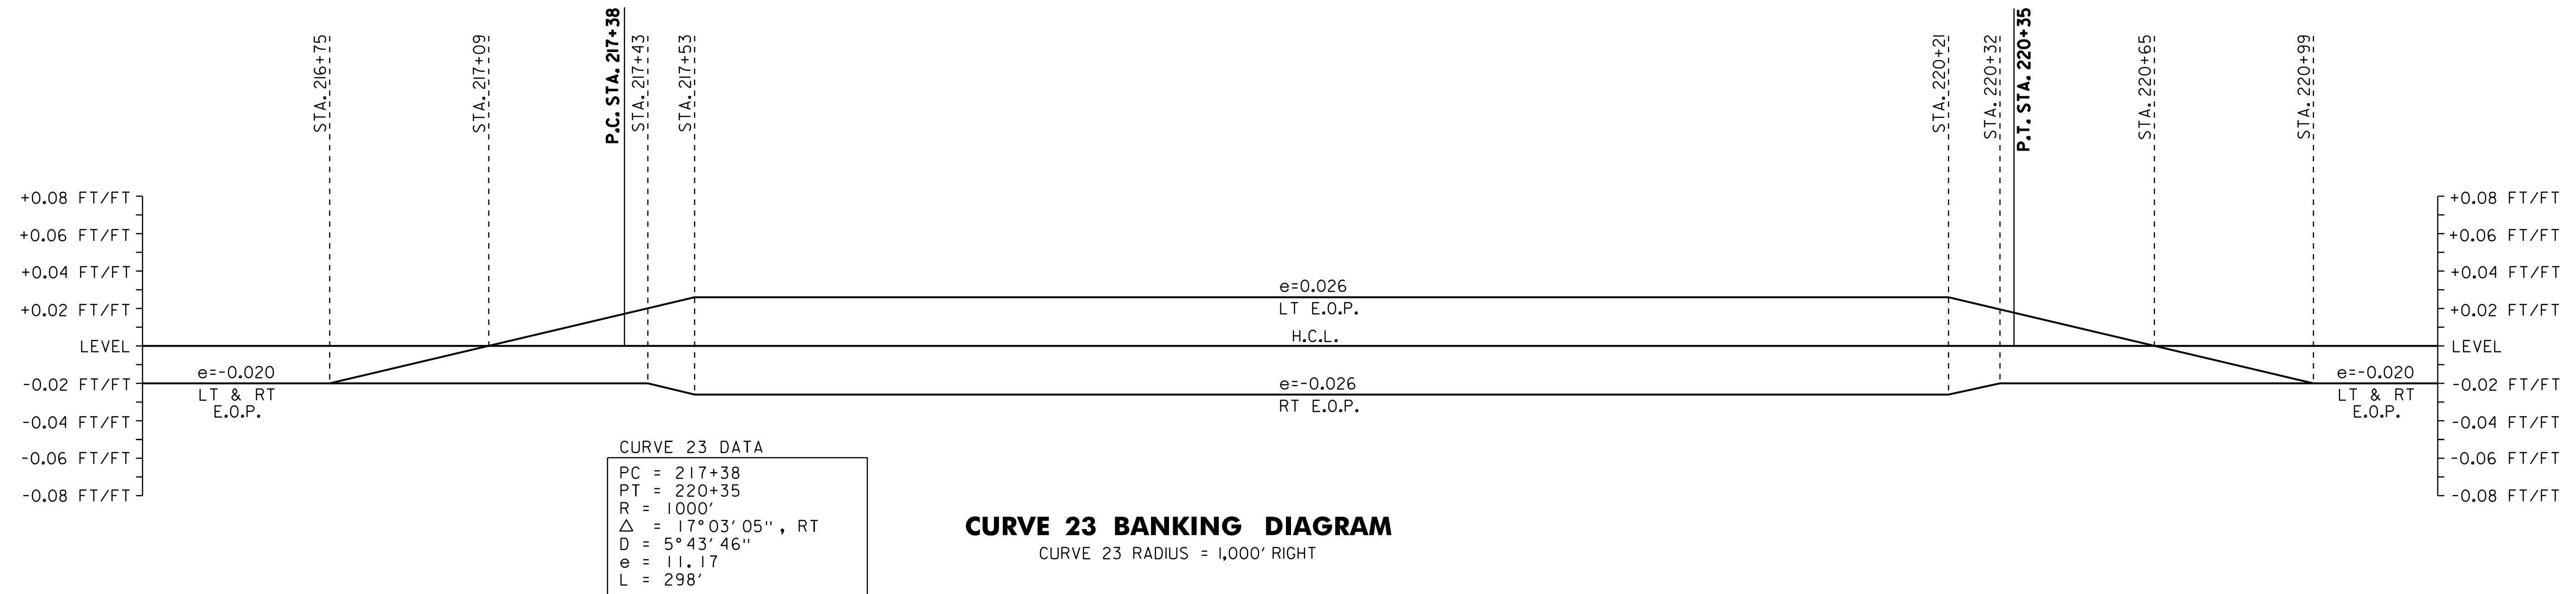 STA. 216+75
STA. 217+09
P.C. STA. 217+38
STA. 217+43
STA. 217+53
STA. 220+21
STA. 220+32
P.T. STA. 220+35
STA. 220+65
STA. 220+99
+0.08 FT/FT
+0.06 FT/FT
+0.04 FT/FT
+0.02 FT/FT
LEVEL
-0.02 FT/FT
-0.04 FT/FT
-0.06 FT/FT
-0.08 FT/FT
e=-0.020
LT & RT
E.O.P.
e=0.026
LT E.O.P.
H.C.L.
e=-0.026
RT E.O.P.
e=-0.020
LT & RT
E.O.P.
+0.08 FT/FT
+0.06 FT/FT
+0.04 FT/FT
+0.02 FT/FT
LEVEL
-0.02 FT/FT
-0.04 FT/FT
-0.06 FT/FT
-0.08 FT/FT
CURVE 23 DATA
PC = 217+38
PT = 220+35
R = 1000'
△ = 17°03'05", RT
D = 5°43'46"
e = 11.17
L = 298'
CURVE 23 BANKING DIAGRAM
CURVE 23 RADIUS = 1,000' RIGHT